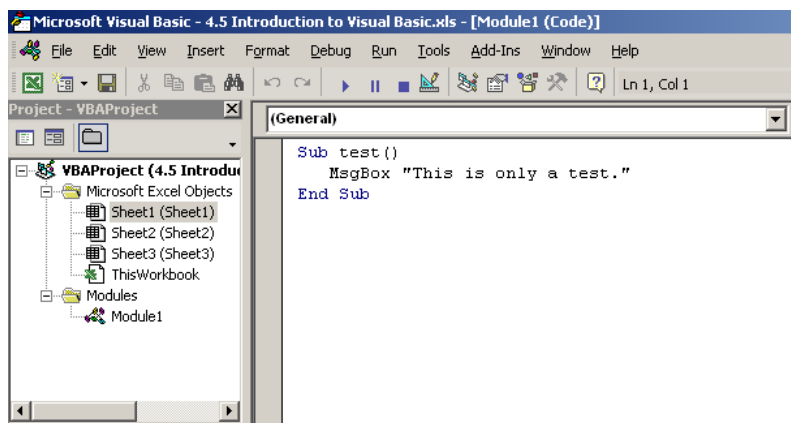 Microsoft Visual Basic - 4.5 Introduction to Visual Basic.xls - [Module1 (Code)]
File Edit View Insert Format Debug Run Tools Add-Ins Window Help
Ln 1, Col 1
Project - VBAProject
(General)
VBAProject (4.5 Introdu
Microsoft Excel Objects
Sheet1 (Sheet1)
Sheet2 (Sheet2)
Sheet3 (Sheet3)
ThisWorkbook
Modules
Module1
Sub test()
MsgBox "This is only a test."
End Sub